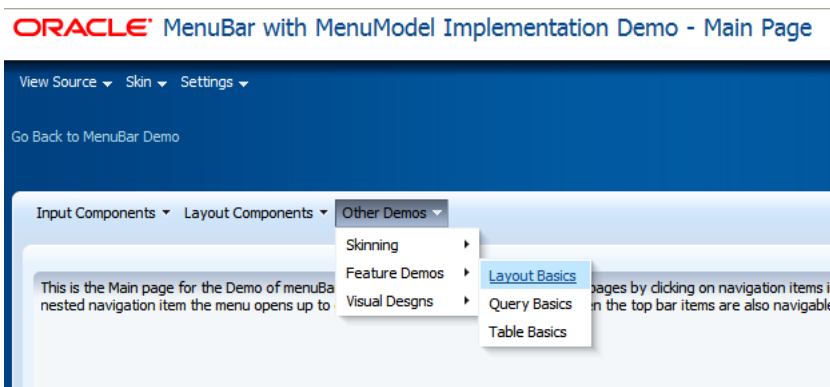 ORACLE MenuBar with MenuModel Implementation Demo - Main Page
View Source Skin Settings
Go Back to MenuBar Demo
Input Components Layout Components Other Demos
Skinning
Feature Demos
Visual Desgns
Layout Basics
Query Basics
Table Basics
This is the Main page for the Demo of menuBa pages by clicking on navigation items i
nested navigation item the menu opens up to en the top bar items are also navigable